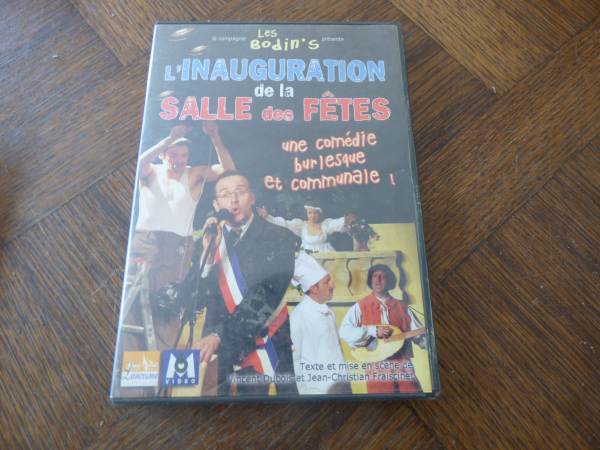 la compagnie Les présente
Bodin's
L'INAUGURATION
de la
SALLE des FÊTES
une comédie
burlesque
et communale !
Texte et mise en scène de
Vincent Dubois et Jean-Christian Fraiscinet
M
VIDEO